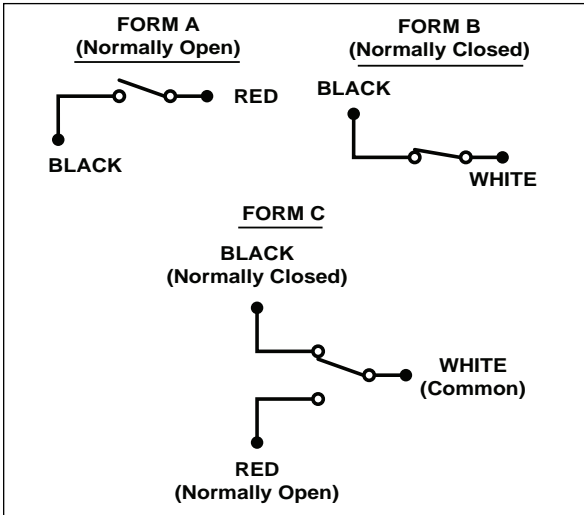 FORM A
(Normally Open)
RED
BLACK
FORM B
(Normally Closed)
BLACK
WHITE
FORM C
BLACK
(Normally Closed)
WHITE
(Common)
RED
(Normally Open)